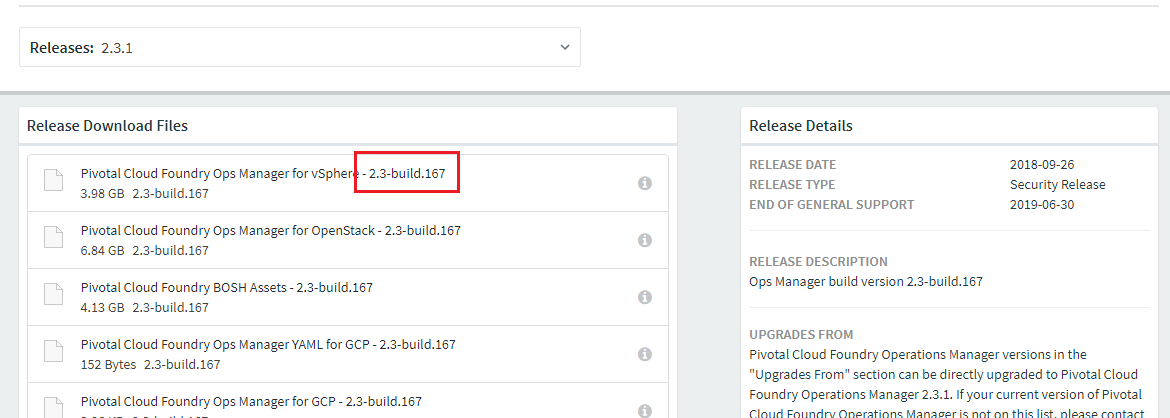 Releases: 2.3.1
Release Download Files
Pivotal Cloud Foundry Ops Manager for vSphere - 2.3-build.167
3.98 GB 2.3-build.167
Pivotal Cloud Foundry Ops Manager for OpenStack - 2.3-build.167
6.84 GB 2.3-build.167
Pivotal Cloud Foundry BOSH Assets - 2.3-build.167
4.13 GB 2.3-build.167
Pivotal Cloud Foundry Ops Manager YAML for GCP - 2.3-build.167
152 Bytes 2.3-build.167
Pivotal Cloud Foundry Ops Manager for GCP - 2.3-build.167
Release Details
RELEASE DATE 2018-09-26
RELEASE TYPE Security Release
END OF GENERAL SUPPORT 2019-06-30
RELEASE DESCRIPTION
Ops Manager build version 2.3-build.167
UPGRADES FROM
Pivotal Cloud Foundry Operations Manager versions in the
"Upgrades From" section can be directly upgraded to Pivotal Cloud
Foundry Operations Manager 2.3.1. If your current version of Pivotal
Cloud Foundry Operations Manager is not on this list, please contact